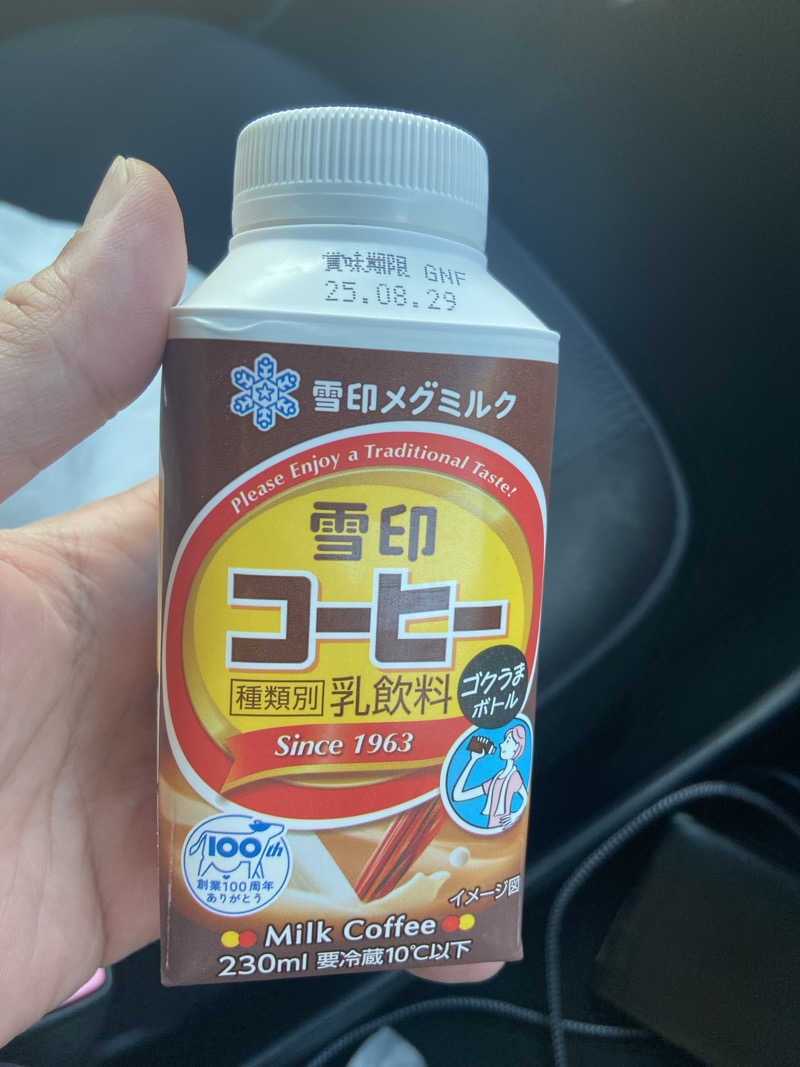 賞味期限 GNF
25.08.29
雪印メグミルク
Please Enjoy a Traditional Taste!
雪印
コーヒー
種類別 乳飲料
ゴクうま
ボトル
Since 1963
100th
創業100周年
ありがとう
イメージ図
Milk Coffee
230ml 要冷蔵10℃以下